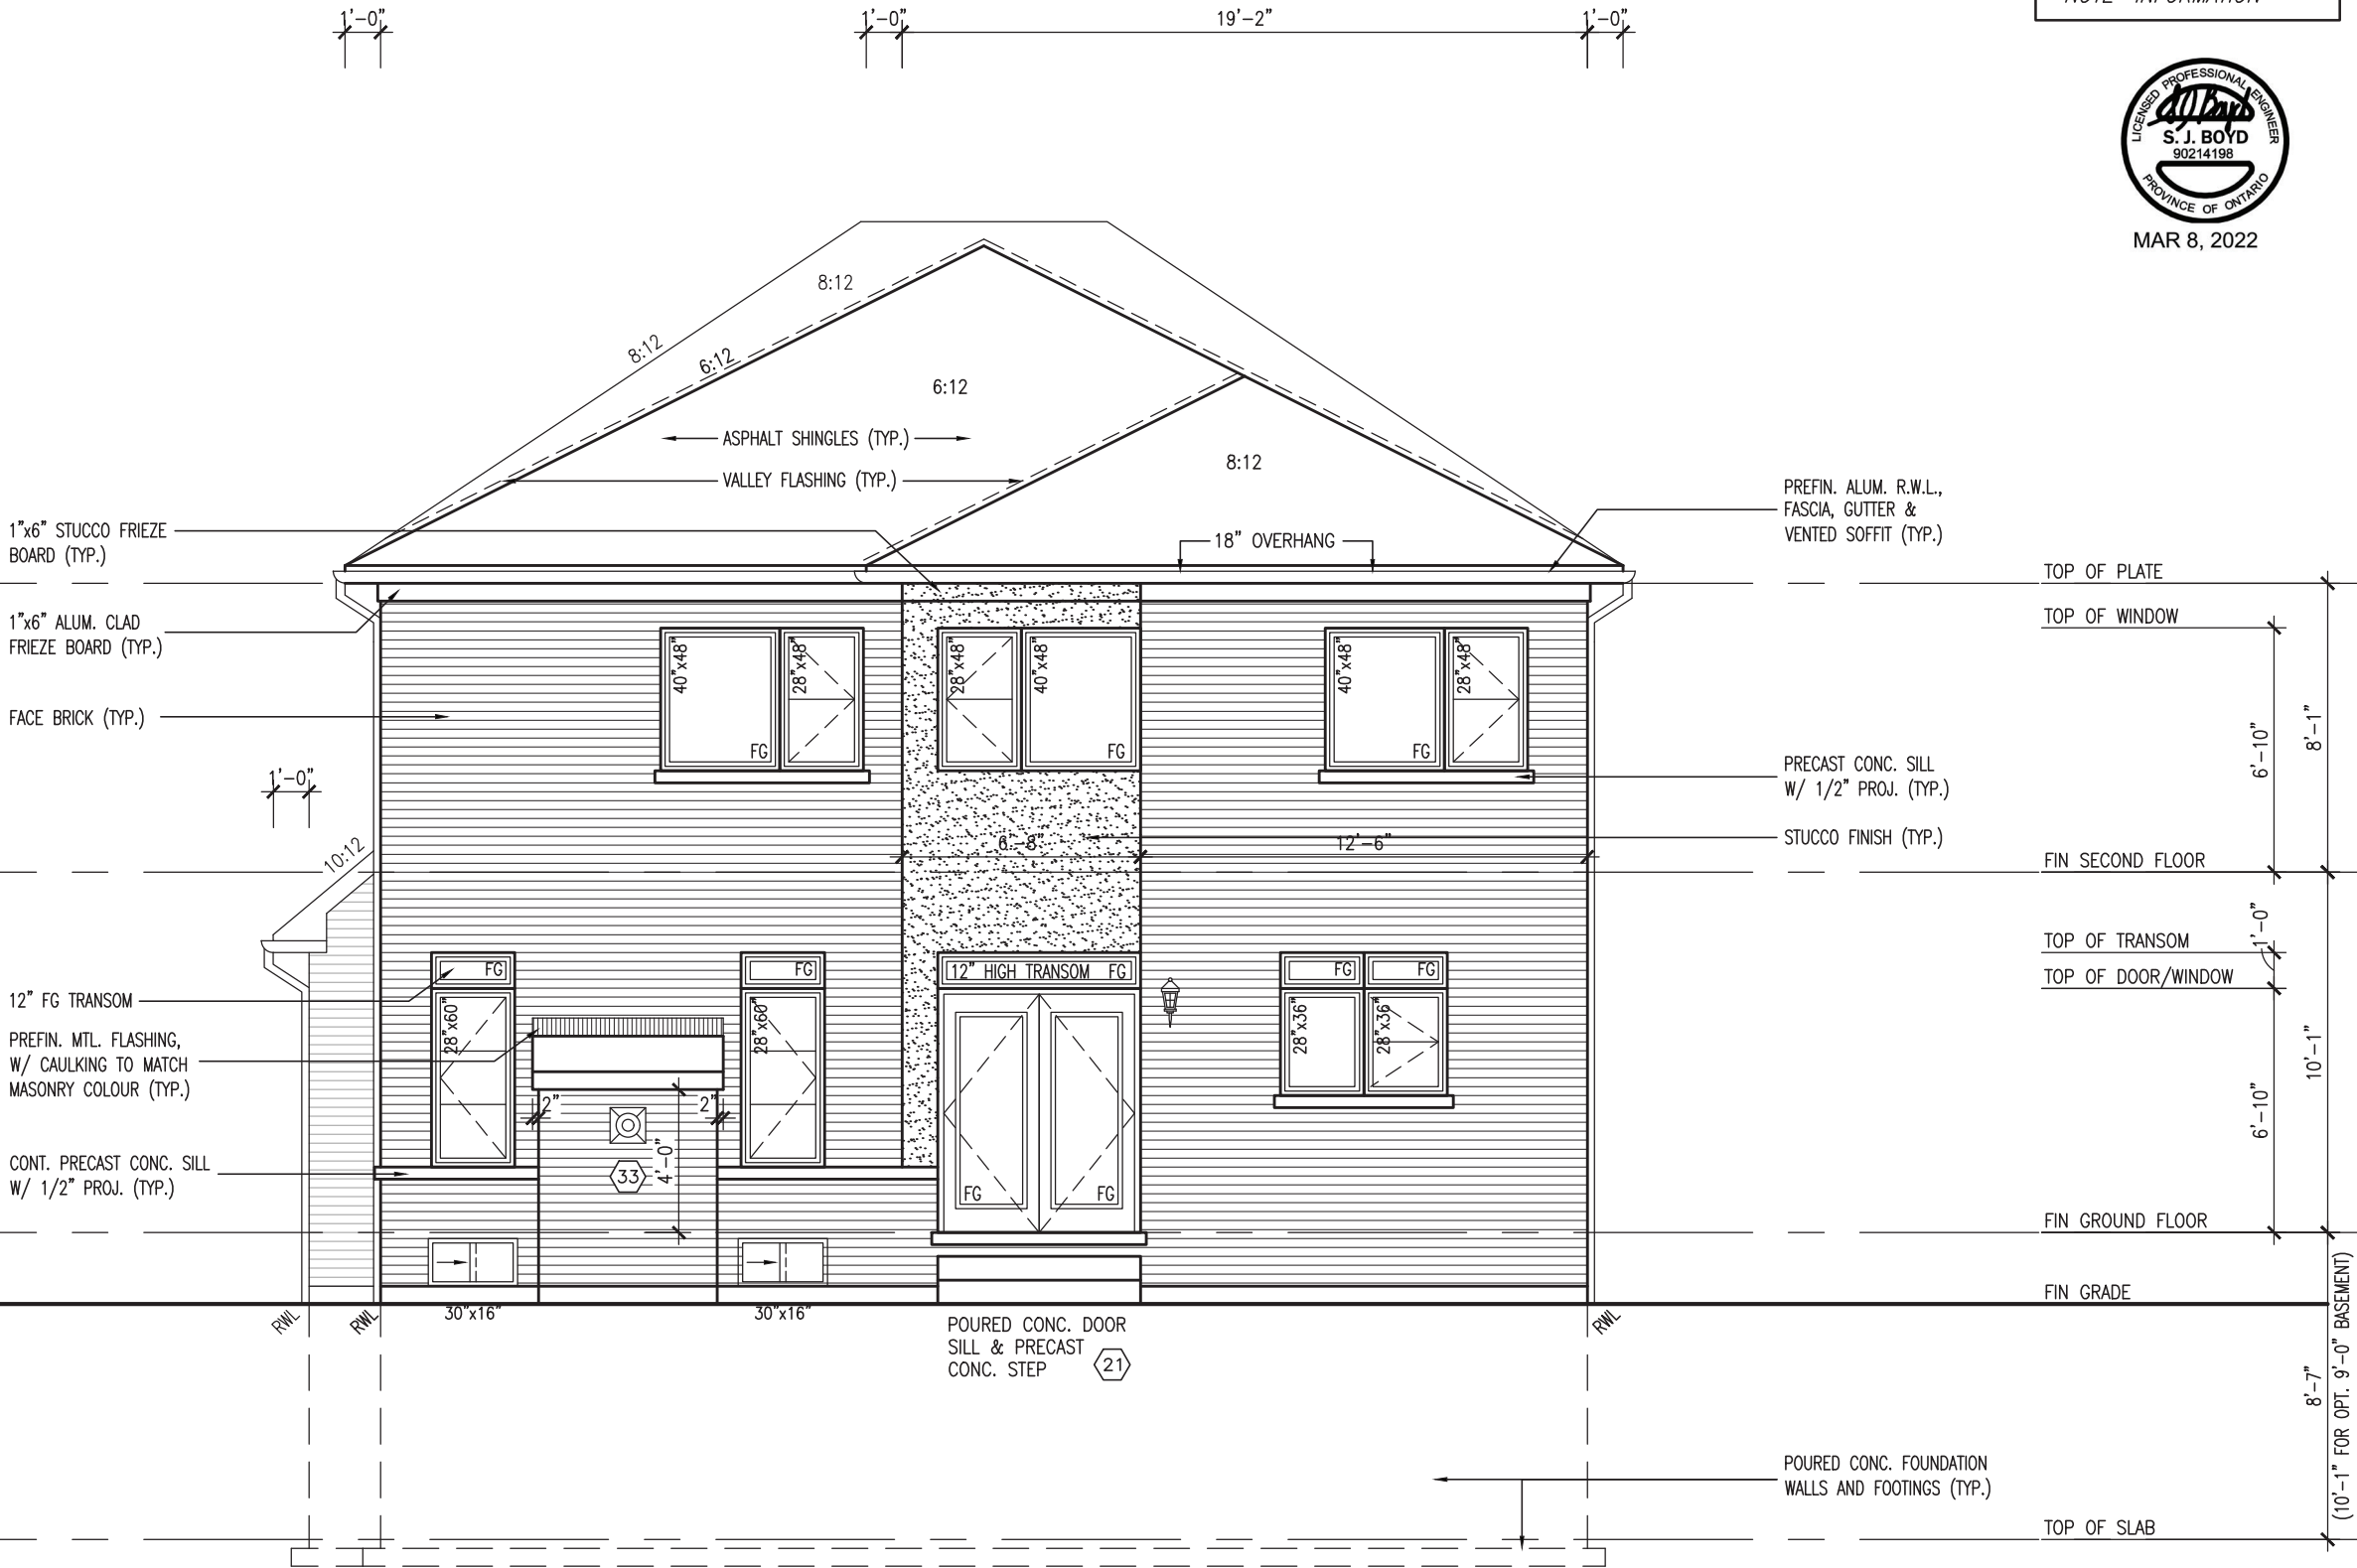 1'-0"
1'-0"
19'-2"
1'-0"
LICENSED PROFESSIONAL ENGINEER
S. J. BOYD
90214198
PROVINCE OF ONTARIO
MAR 8, 2022
8:12
8:12
6:12
6:12
ASPHALT SHINGLES (TYP.)
VALLEY FLASHING (TYP.)
8:12
18" OVERHANG
1"x6" STUCCO FRIEZE
BOARD (TYP.)
1"x6" ALUM. CLAD
FRIEZE BOARD (TYP.)
FACE BRICK (TYP.)
1'-0"
10:12
12" FG TRANSOM
PREFIN. MTL. FLASHING,
W/ CAULKING TO MATCH
MASONRY COLOUR (TYP.)
CONT. PRECAST CONC. SILL
W/ 1/2" PROJ. (TYP.)
40"x48"
FG
28"x48"
28"x48"
40"x48"
FG
40"x48"
FG
28"x48"
6'-8"
12'-6"
FG
28"x60"
FG
28"x60"
12" HIGH TRANSOM FG
FG
FG
FG
FG
28"x36"
28"x36"
2"
2"
33
4'-0"
30"x16"
30"x16"
RWL
RWL
RWL
POURED CONC. DOOR
SILL & PRECAST
CONC. STEP
21
PREFIN. ALUM. R.W.L.,
FASCIA, GUTTER &
VENTED SOFFIT (TYP.)
PRECAST CONC. SILL
W/ 1/2" PROJ. (TYP.)
STUCCO FINISH (TYP.)
POURED CONC. FOUNDATION
WALLS AND FOOTINGS (TYP.)
TOP OF PLATE
TOP OF WINDOW
6'-10"
8'-1"
FIN SECOND FLOOR
1'-0"
TOP OF TRANSOM
TOP OF DOOR/WINDOW
10'-1"
6'-10"
FIN GROUND FLOOR
FIN GRADE
8'-7"
(10'-1" FOR OPT. 9'-0" BASEMENT)
TOP OF SLAB